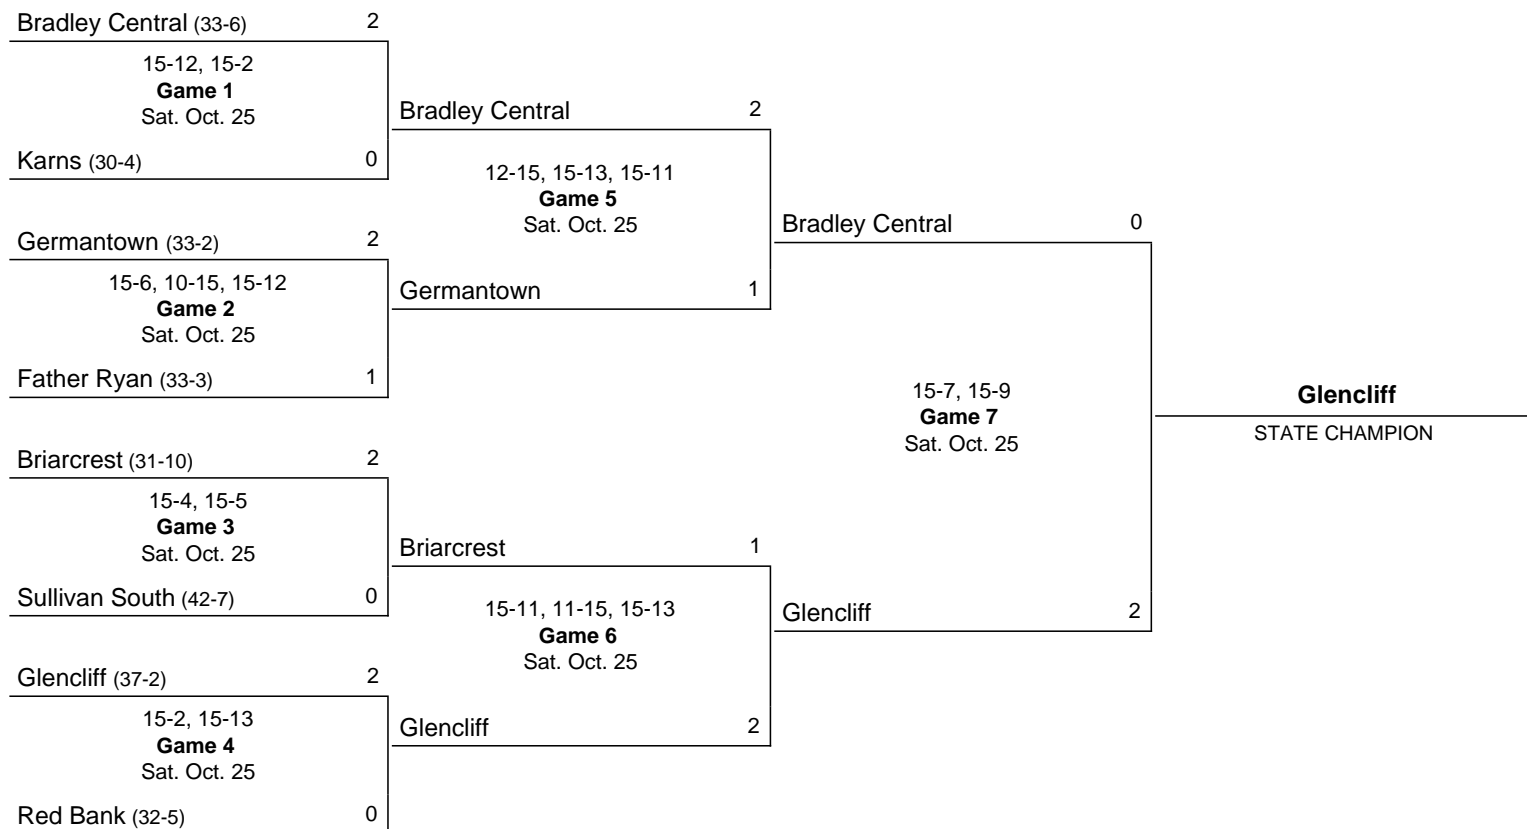 Bradley Central (33-6) 2
15-12, 15-2
Game 1
Sat. Oct. 25
Karns (30-4) 0
Germantown (33-2) 2
15-6, 10-15, 15-12
Game 2
Sat. Oct. 25
Father Ryan (33-3) 1
Briarcrest (31-10) 2
15-4, 15-5
Game 3
Sat. Oct. 25
Sullivan South (42-7) 0
Glencliff (37-2) 2
15-2, 15-13
Game 4
Sat. Oct. 25
Red Bank (32-5) 0
Bradley Central 2
12-15, 15-13, 15-11
Game 5
Sat. Oct. 25
Germantown 1
Briarcrest 1
15-11, 11-15, 15-13
Game 6
Sat. Oct. 25
Glencliff 2
Bradley Central 0
15-7, 15-9
Game 7
Sat. Oct. 25
Glencliff 2
Glencliff
STATE CHAMPION